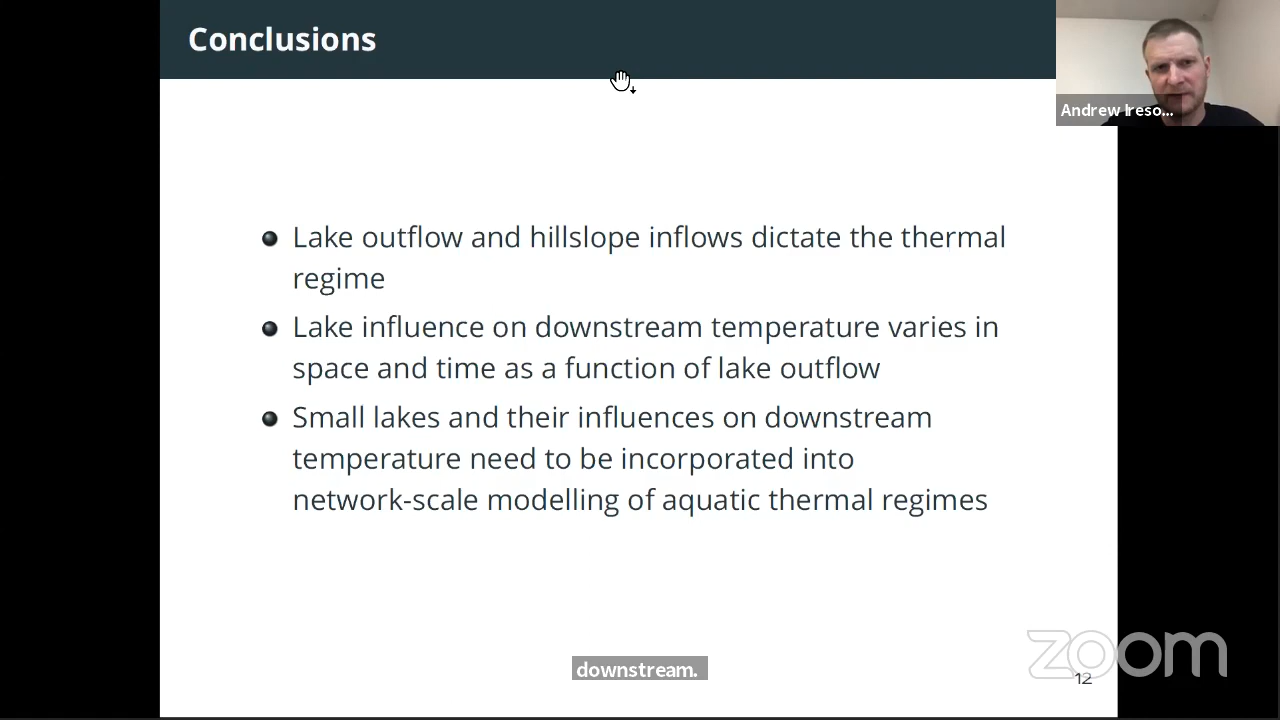 Conclusions
Andrew Ireso...
Lake outflow and hillslope inflows dictate the thermal
regime
Lake influence on downstream temperature varies in
space and time as a function of lake outflow
Small lakes and their influences on downstream
temperature need to be incorporated into
network-scale modelling of aquatic thermal regimes
downstream.
zoom
12